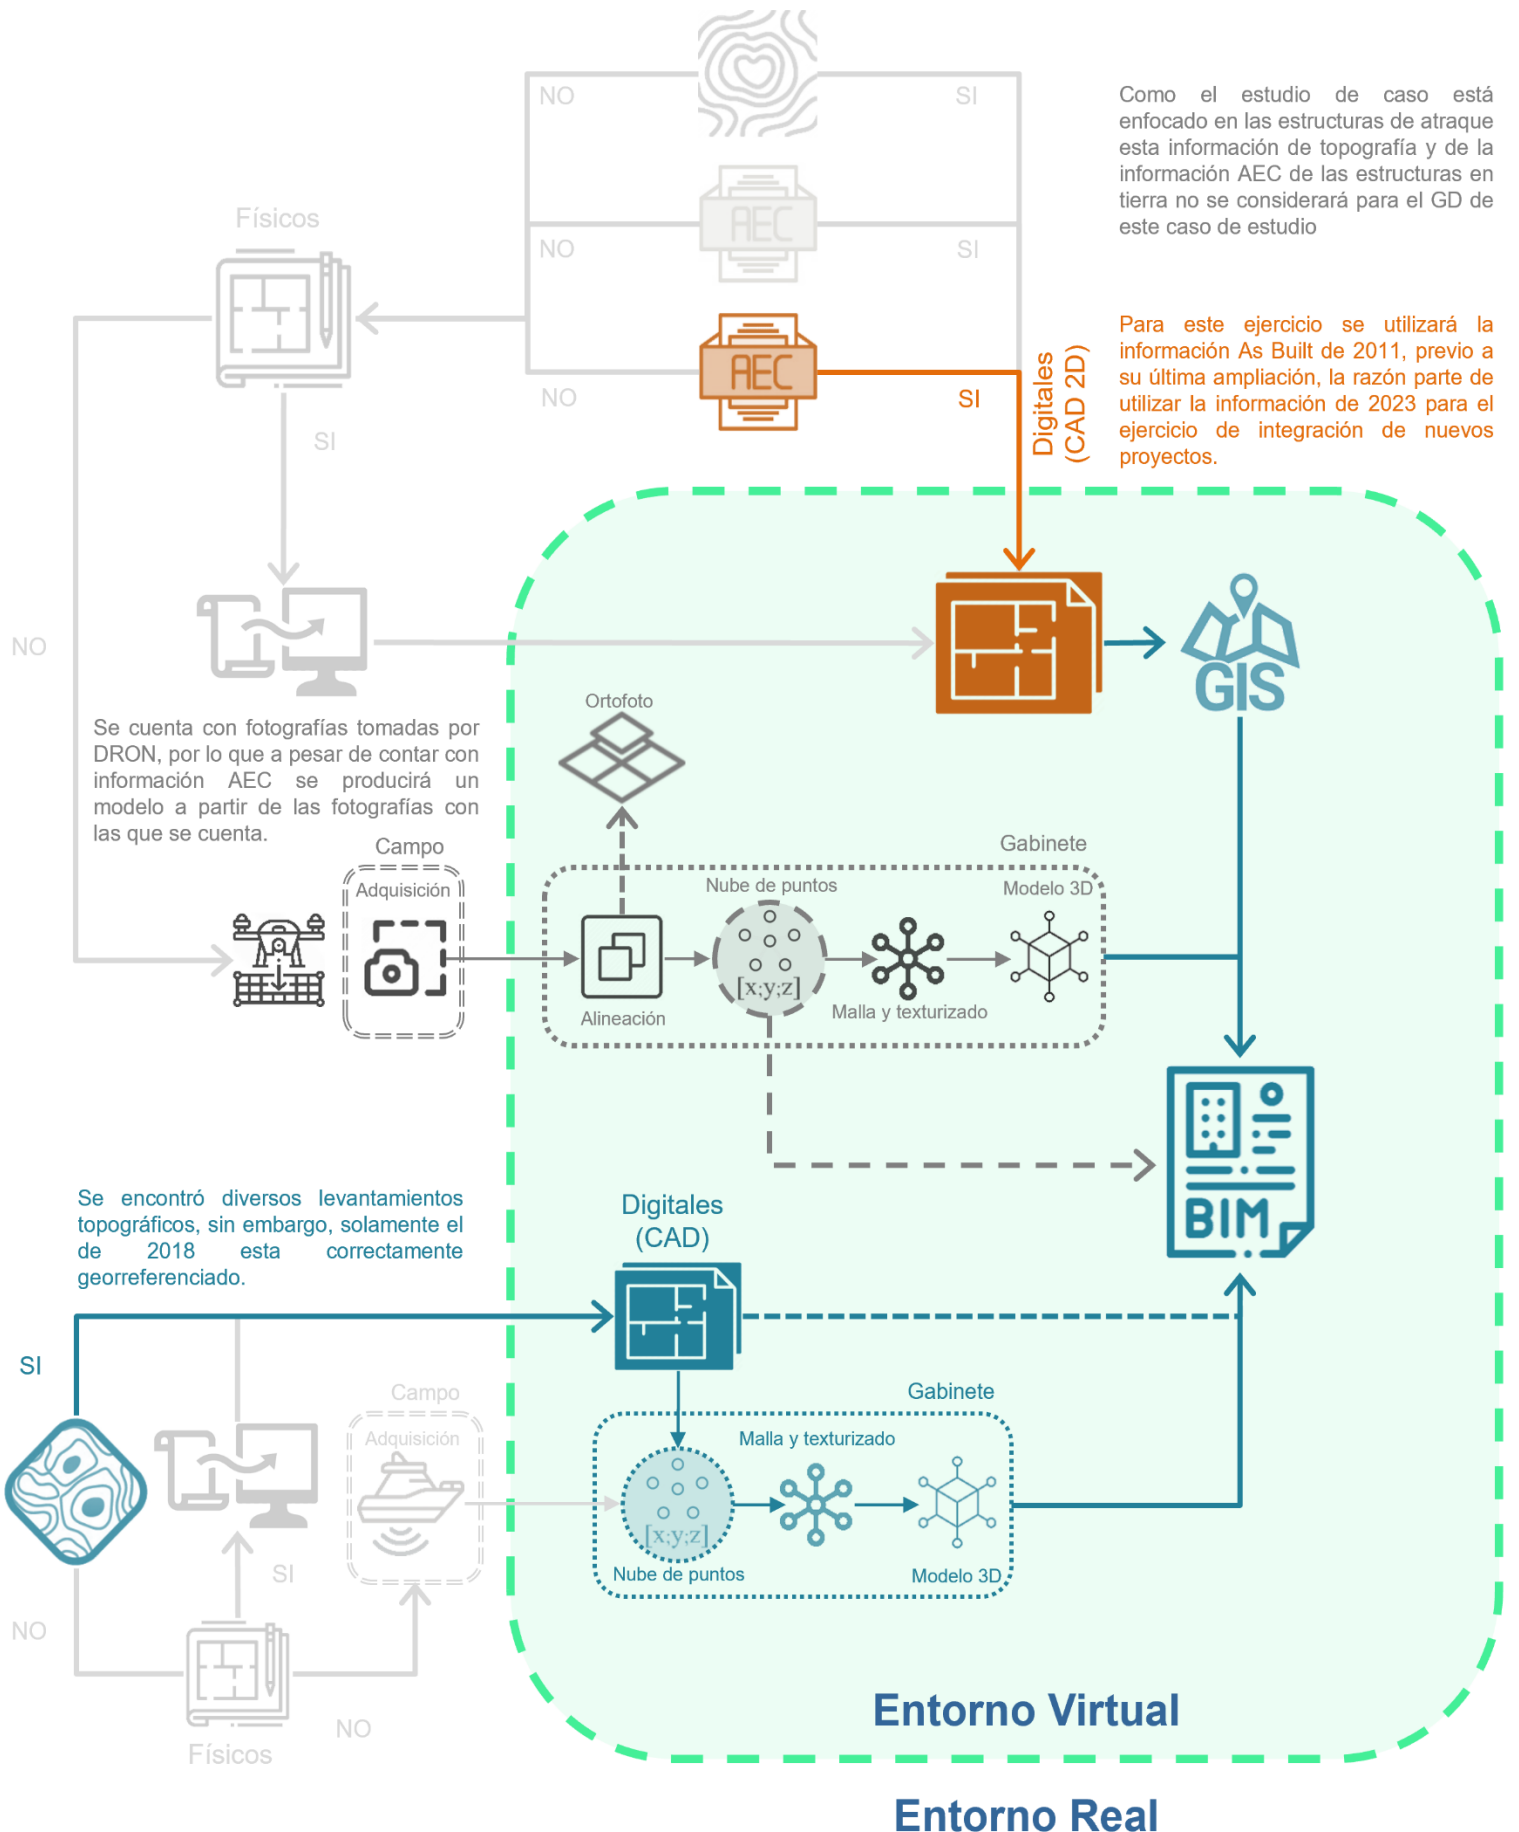 NO
SI
Como el estudio de caso está
enfocado en las estructuras de atraque
esta información de topografía y de la
información AEC de las estructuras en
tierra no se considerará para el GD de
este caso de estudio
AEC
NO
SI
Físicos
AEC
NO
SI
Digitales
(CAD 2D)
Para este ejercicio se utilizará la
información As Built de 2011, previo a
su última ampliación, la razón parte de
utilizar la información de 2023 para el
ejercicio de integración de nuevos
proyectos.
SI
NO
GIS
Se cuenta con fotografías tomadas por
DRON, por lo que a pesar de contar con
información AEC se producirá un
modelo a partir de las fotografías con
las que se cuenta.
Ortofoto
Campo
Adquisición
Gabinete
Nube de puntos
Modelo 3D
[x;y;z]
Alineación
Malla y texturizado
BIM
Se encontró diversos levantamientos
topográficos, sin embargo, solamente el
de 2018 esta correctamente
georreferenciado.
Digitales
(CAD)
SI
Campo
Adquisición
Gabinete
Malla y texturizado
[x;y;z]
Nube de puntos
Modelo 3D
SI
NO
NO
Físicos
Entorno Virtual
Entorno Real